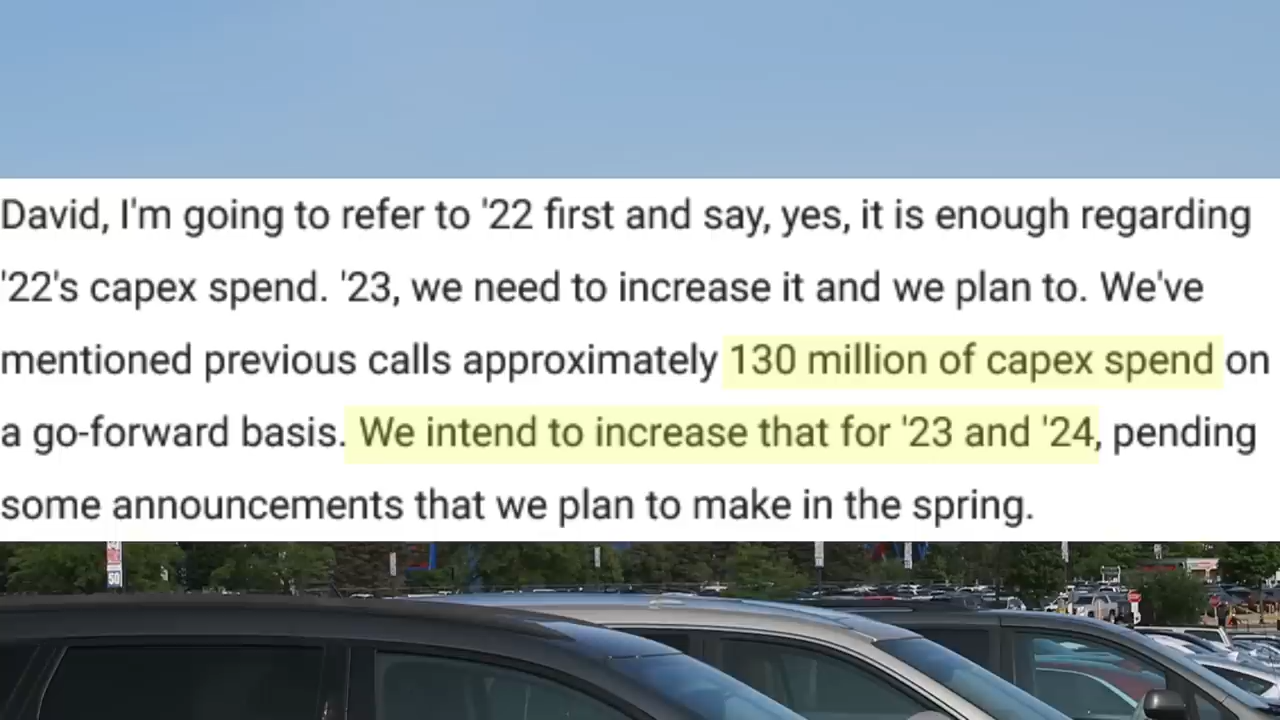 David, I'm going to refer to '22 first and say, yes, it is enough regarding
'22's capex spend. '23, we need to increase it and we plan to. We've
mentioned previous calls approximately 130 million of capex spend on
a go-forward basis. We intend to increase that for '23 and '24, pending
some announcements that we plan to make in the spring.
50